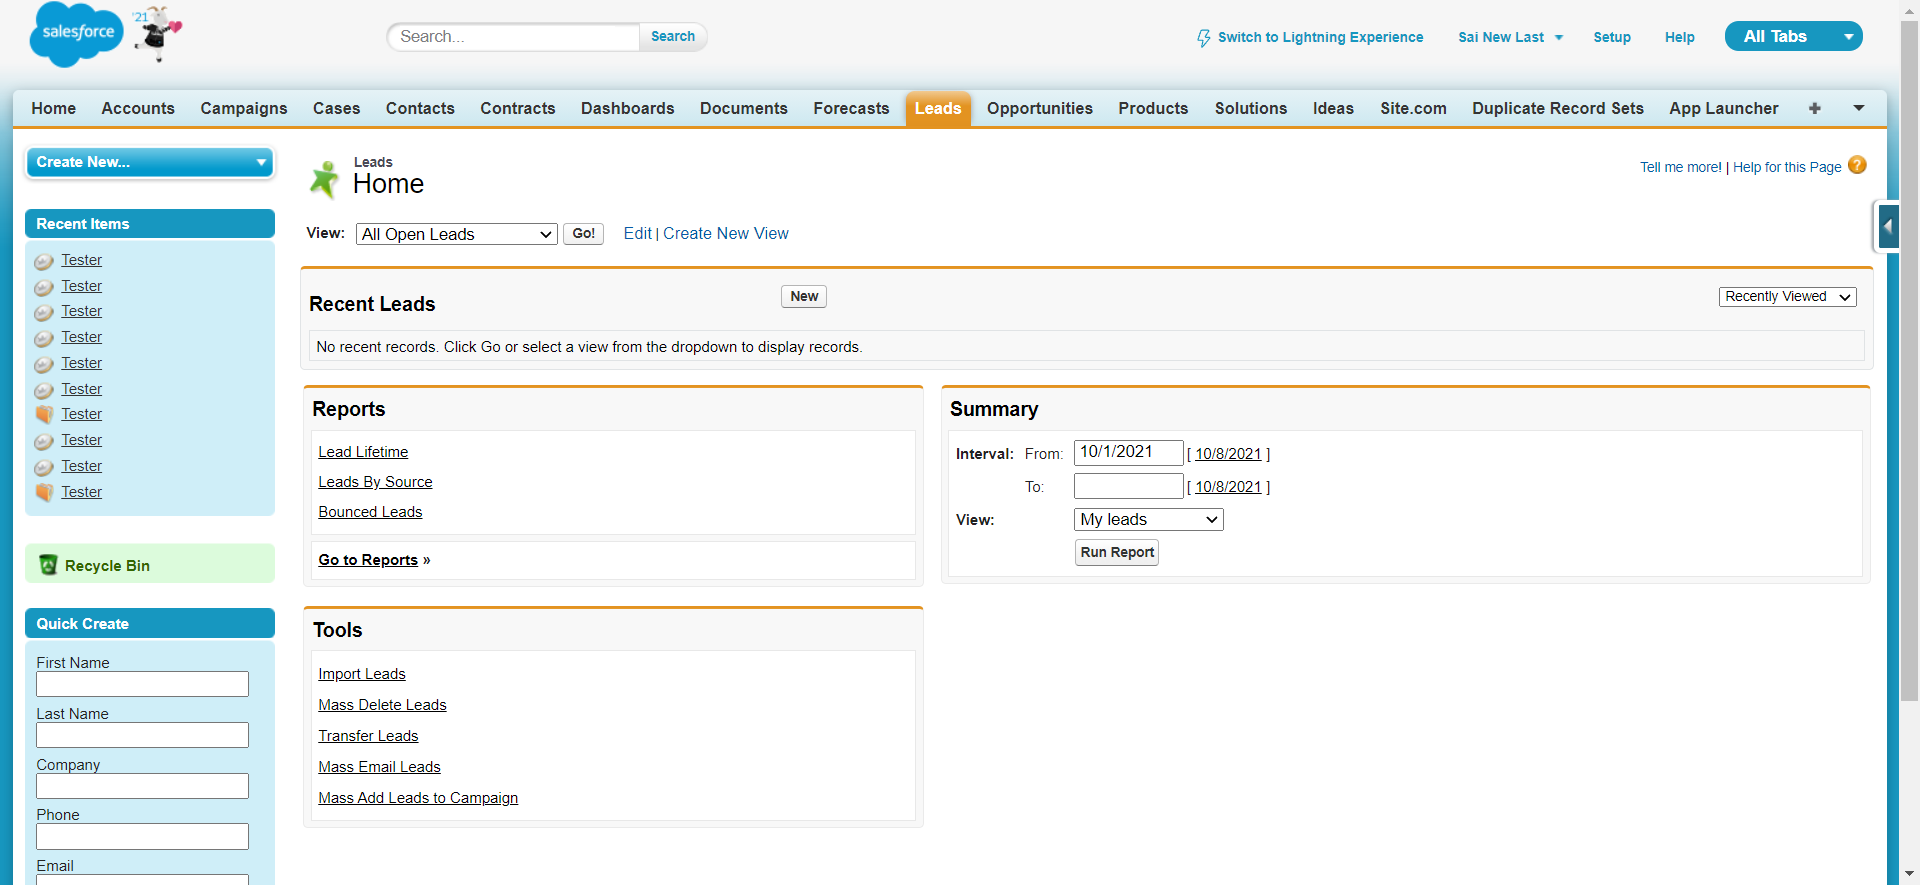 salesforce
'21
Search...
Search
Switch to Lightning Experience
Sai New Last
Setup
Help
All Tabs
Home Accounts Campaigns Cases Contacts Contracts Dashboards Documents Forecasts Leads Opportunities Products Solutions Ideas Site.com Duplicate Record Sets App Launcher +
Create New...
Recent Items
Tester
Tester
Tester
Tester
Tester
Tester
Tester
Tester
Tester
Tester
Recycle Bin
Quick Create
First Name
Last Name
Company
Phone
Email
Leads
Home
Tell me more! | Help for this Page ?
View: All Open Leads Go! Edit | Create New View
Recent Leads
New
Recently Viewed
No recent records. Click Go or select a view from the dropdown to display records.
Reports
Lead Lifetime
Leads By Source
Bounced Leads
Go to Reports »
Summary
Interval: From: 10/1/2021 [ 10/8/2021 ]
To: [ 10/8/2021 ]
View: My leads
Run Report
Tools
Import Leads
Mass Delete Leads
Transfer Leads
Mass Email Leads
Mass Add Leads to Campaign